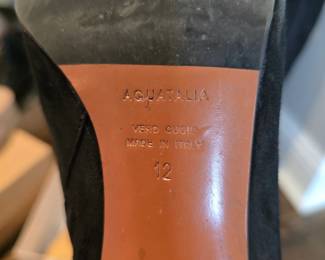 AQUATALIA
VERO CUOIO
MADE IN ITALY
12